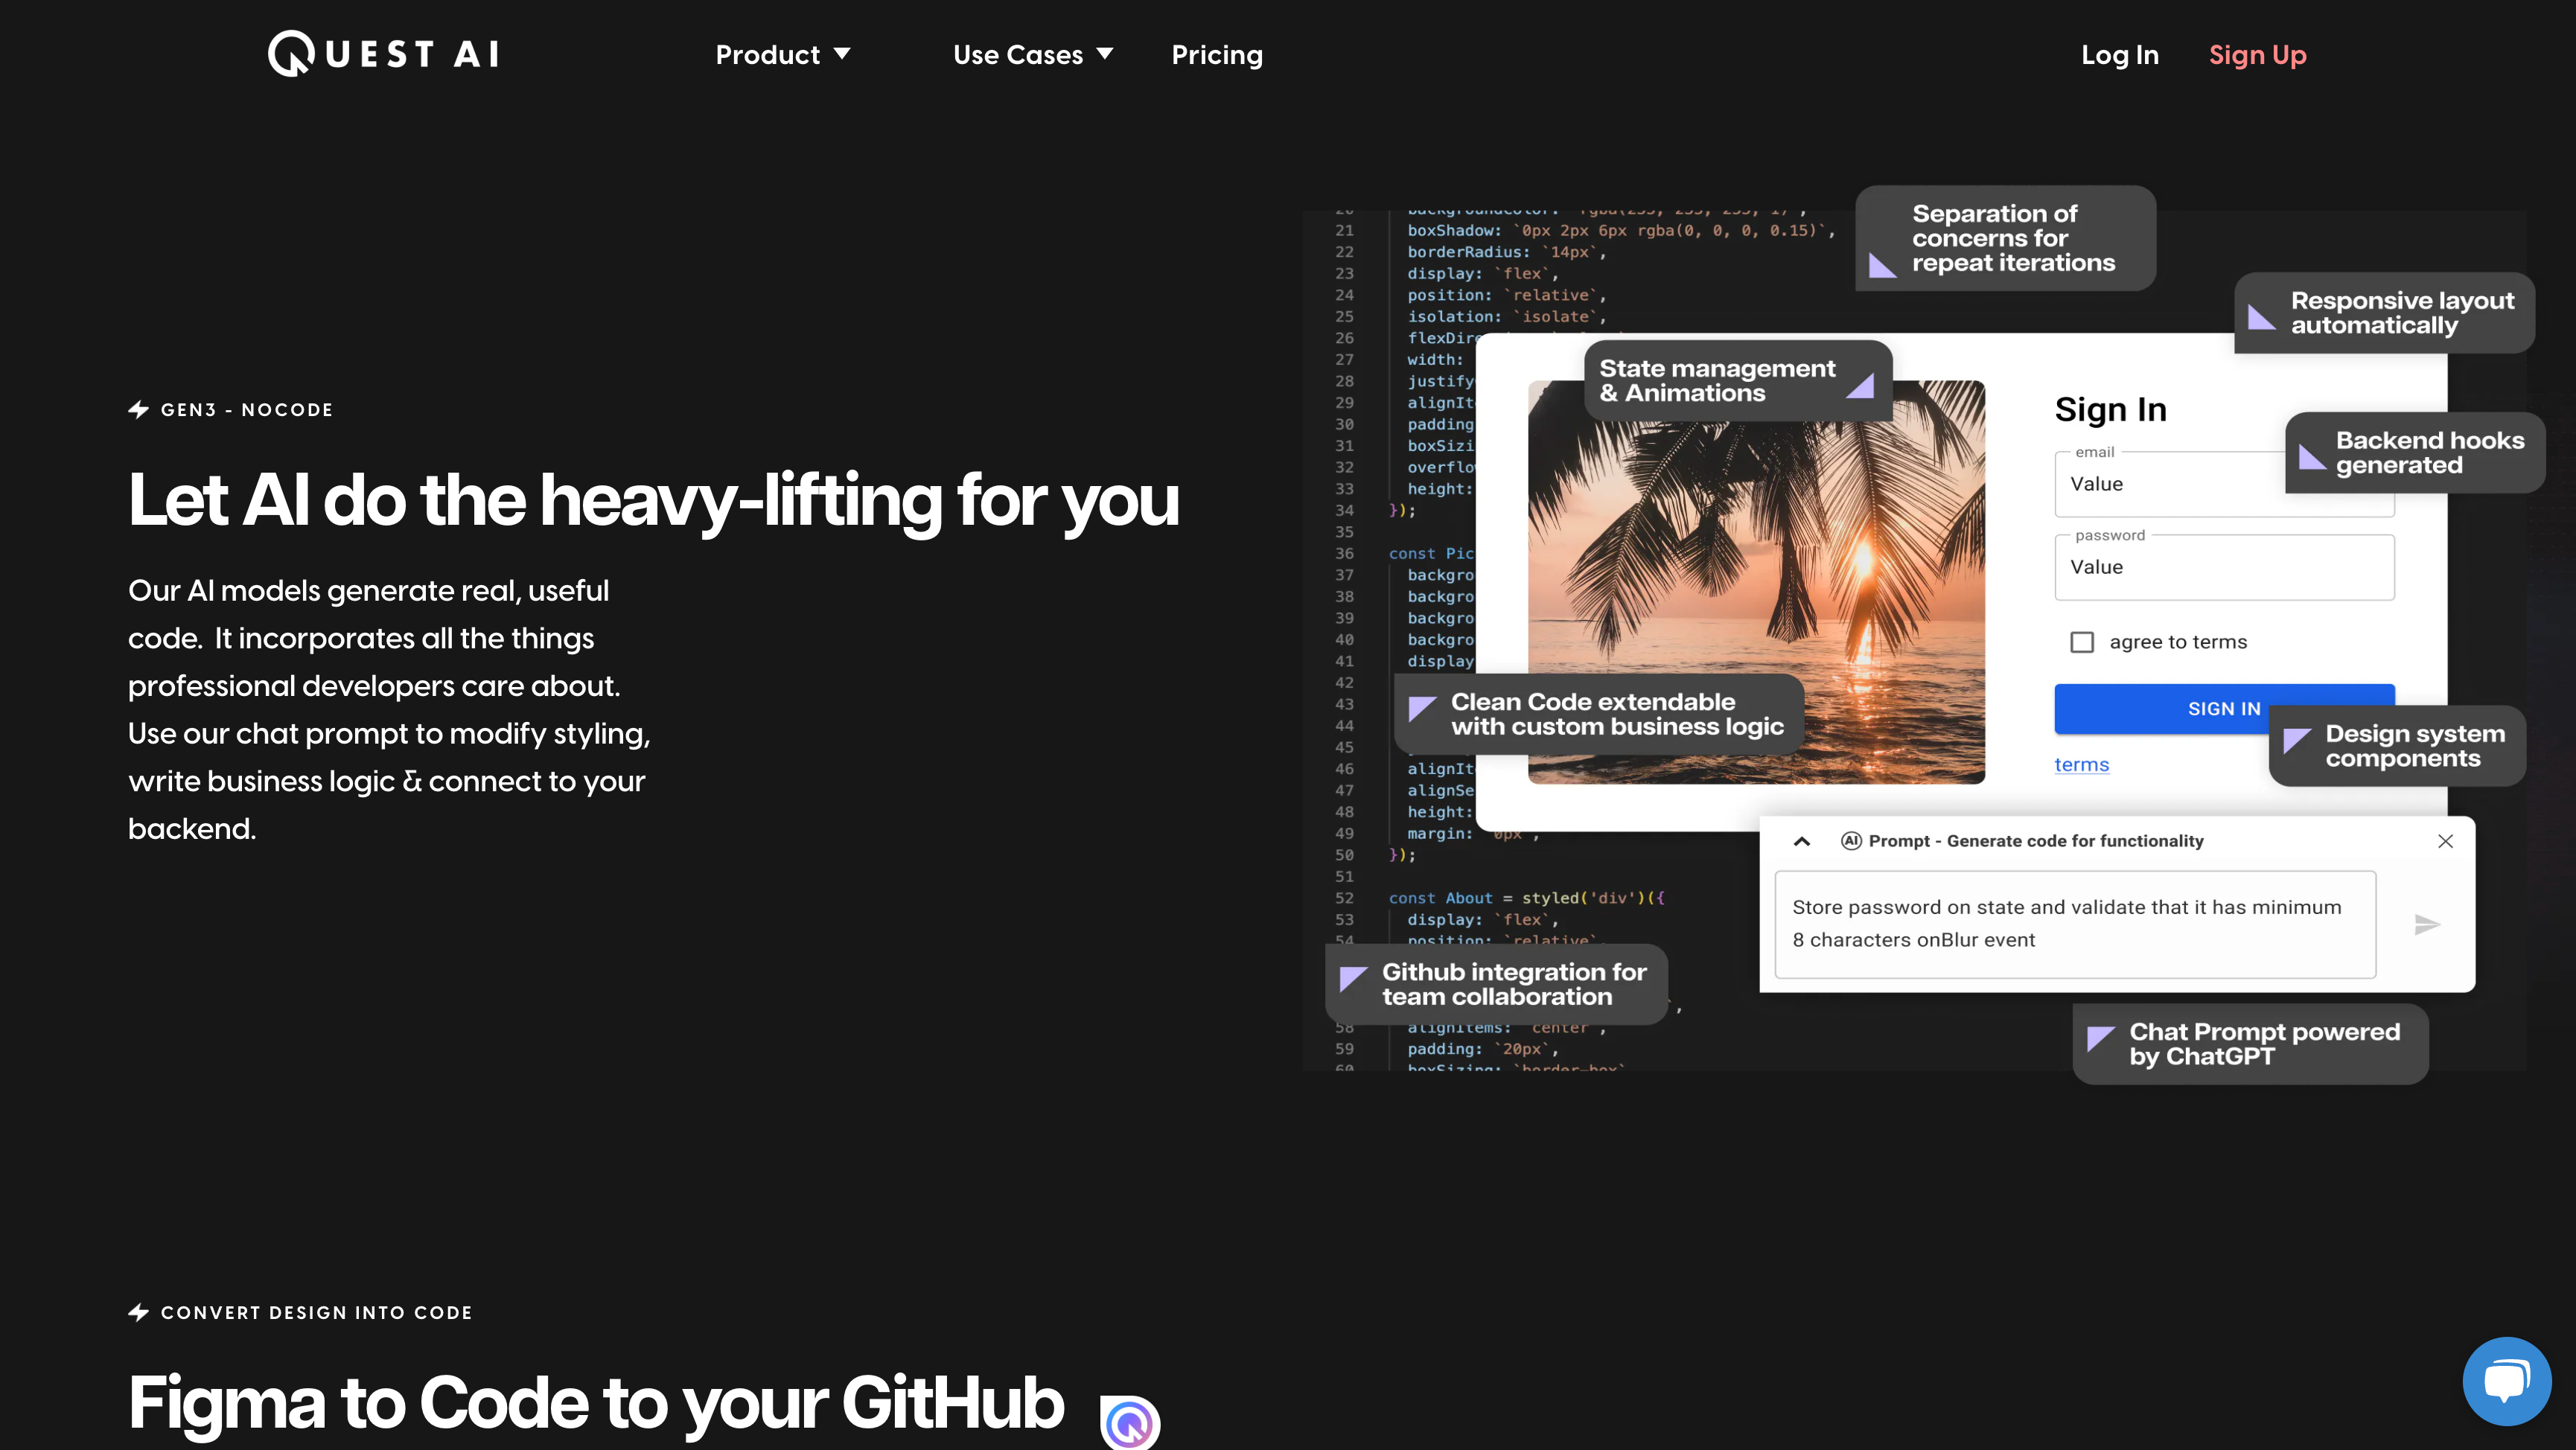 QUEST AI
Product
Use Cases
Pricing
Log In
Sign Up
GEN3 - NOCODE
Let AI do the heavy-lifting for you
Our AI models generate real, useful
code.  It incorporates all the things
professional developers care about.
Use our chat prompt to modify styling,
write business logic & connect to your
backend.
21 boxShadow: `0px 2px 6px rgba(0, 0, 0, 0.15)`,
22 borderRadius: `14px`,
23 display: `flex`,
24 position: `relative`,
25 isolation: `isolate`,
26 flexDire
27 width:
28 justify
29 alignIt
30 padding
31 boxSizi
32 overflo
33 height:
34 });
35
36 const Pic
37 backgro
38 backgro
39 backgro
40 backgro
41 display
42
43
44
45
46 alignIt
47 alignSe
48 height:
49 margin: `0px`,
50 });
51
52 const About = styled('div')({
53 display: `flex`,
54 position: `relative`,
58 alignItems: `center`,
59 padding: `20px`,
60 boxSizing: `border-box`
Separation of
concerns for
repeat iterations
Responsive layout
automatically
State management
& Animations
Sign In
Backend hooks
generated
email
Value
password
Value
agree to terms
Clean Code extendable
with custom business logic
SIGN IN
Design system
components
terms
AI Prompt - Generate code for functionality
Store password on state and validate that it has minimum
8 characters onBlur event
Github integration for
team collaboration
Chat Prompt powered
by ChatGPT
CONVERT DESIGN INTO CODE
Figma to Code to your GitHub